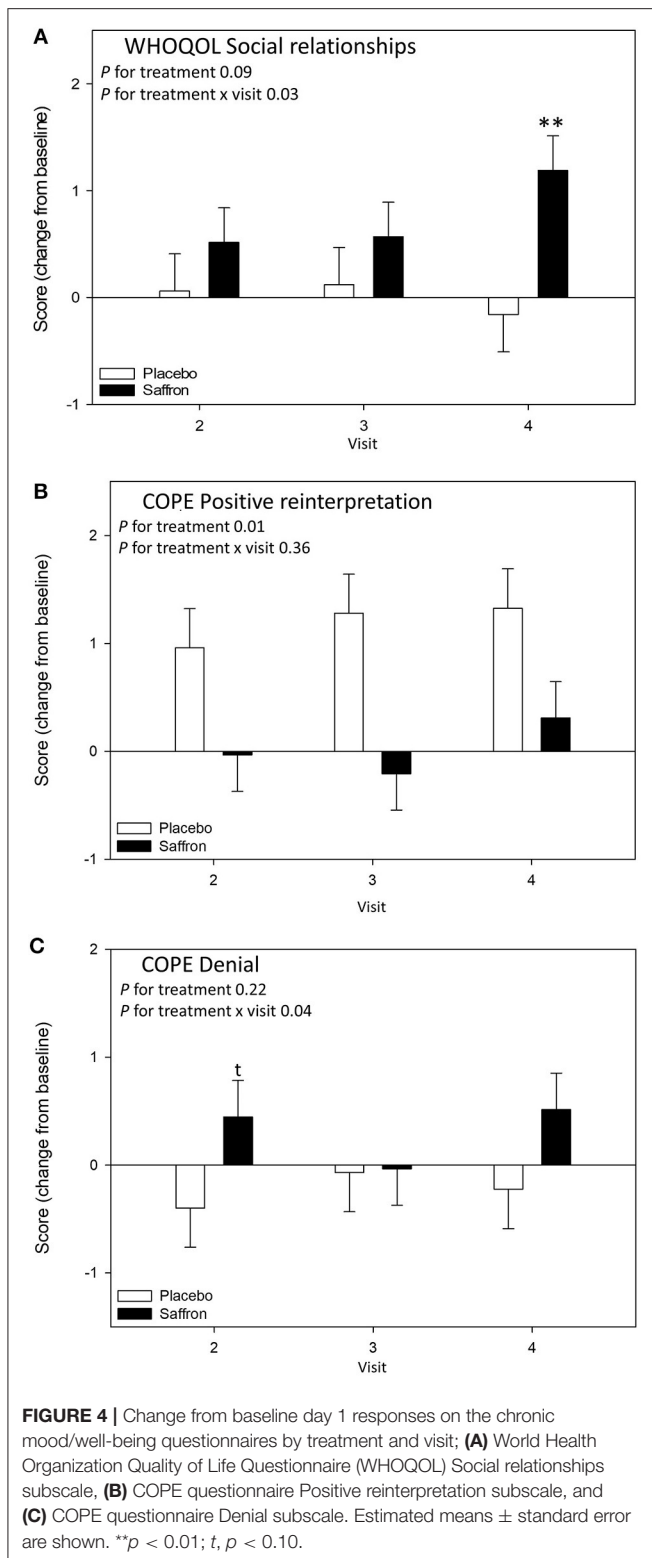 A
WHOQOL Social relationships
P for treatment 0.09
P for treatment x visit 0.03
2
**
1
0
-1
Score (change from baseline)
Placebo
Saffron
2 3 4
Visit
B
COPE Positive reinterpretation
P for treatment 0.01
P for treatment x visit 0.36
2
1
0
-1
Score (change from baseline)
Placebo
Saffron
2 3 4
Visit
C
COPE Denial
P for treatment 0.22
P for treatment x visit 0.04
2
1
t
0
-1
Score (change from baseline)
Placebo
Saffron
2 3 4
Visit
FIGURE 4 | Change from baseline day 1 responses on the chronic
mood/well-being questionnaires by treatment and visit; (A) World Health
Organization Quality of Life Questionnaire (WHOQOL) Social relationships
subscale, (B) COPE questionnaire Positive reinterpretation subscale, and
(C) COPE questionnaire Denial subscale. Estimated means ± standard error
are shown. **p < 0.01; t, p < 0.10.